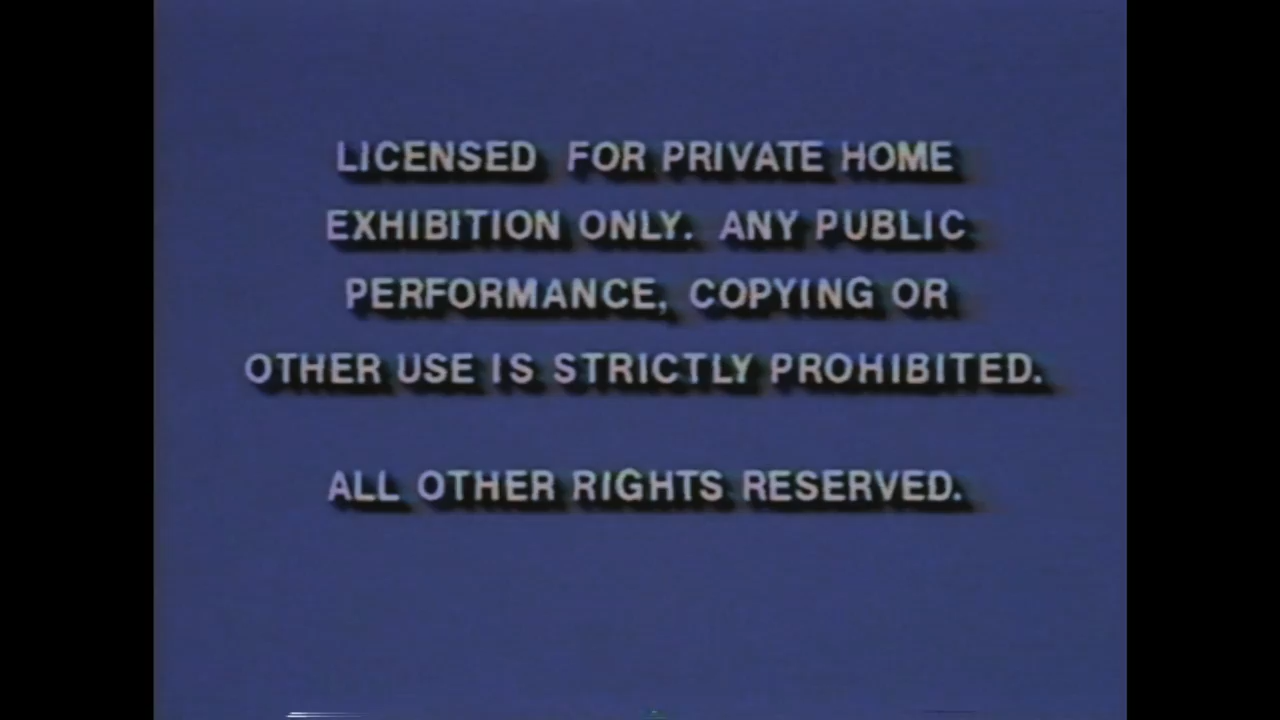 LICENSED FOR PRIVATE HOME
EXHIBITION ONLY. ANY PUBLIC
PERFORMANCE, COPYING OR
OTHER USE IS STRICTLY PROHIBITED.
ALL OTHER RIGHTS RESERVED.